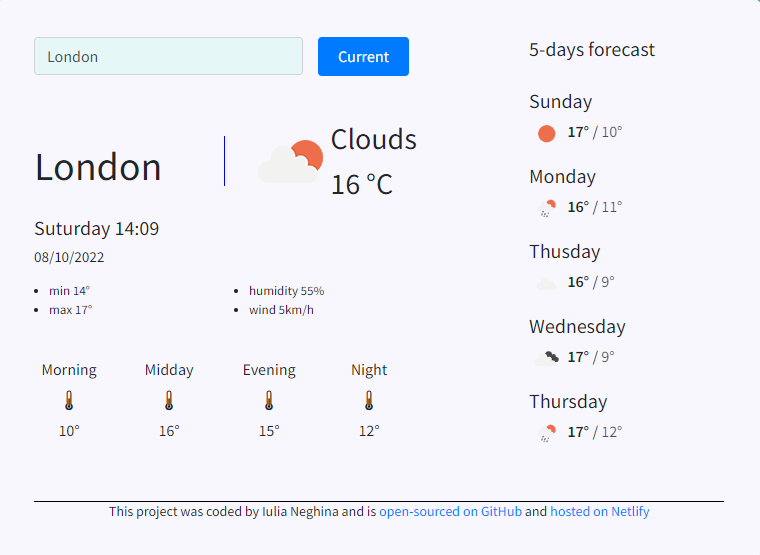 London
Current
London
Clouds
16 °C
Suturday 14:09
08/10/2022
min 14°
max 17°
humidity 55%
wind 5km/h
Morning Midday Evening Night
10° 16° 15° 12°
5-days forecast
Sunday
17° / 10°
Monday
16° / 11°
Thusday
16° / 9°
Wednesday
17° / 9°
Thursday
17° / 12°
This project was coded by Iulia Neghina and is open-sourced on GitHub and hosted on Netlify